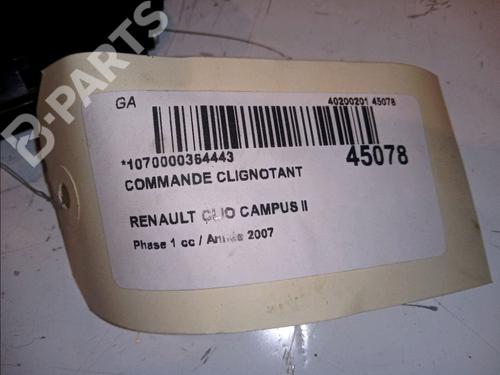 B-PARTS
GA
40200201 45078
*1070000364443
45078
COMMANDE CLIGNOTANT
RENAULT CLIO CAMPUS II
Phase 1 cc / Année 2007